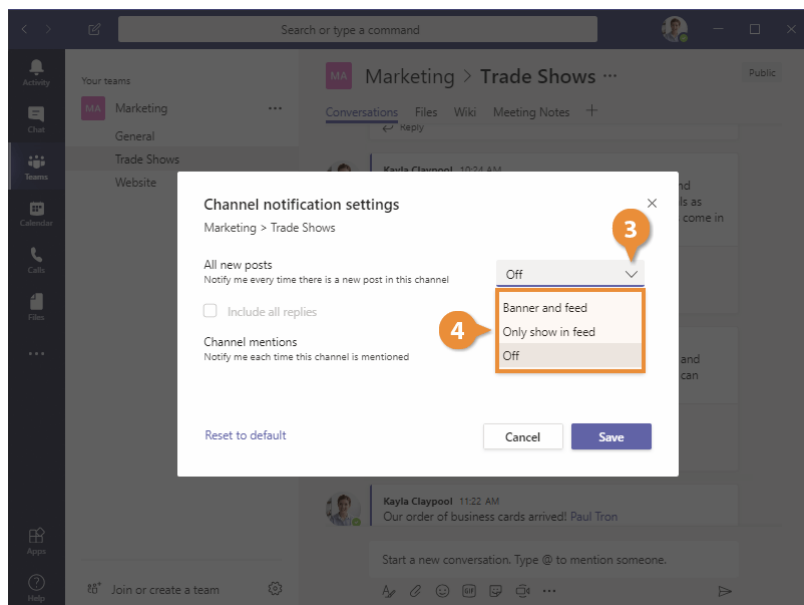 Search or type a command
Activity
Chat
Teams
Calendar
Calls
Files
Apps
Help
Your teams
MA Marketing
General
Trade Shows
Website
Join or create a team
MA Marketing > Trade Shows
Public
Conversations Files Wiki Meeting Notes
Reply
Kayla Claypool 10:24 AM
nd
ls as
come in
Channel notification settings
Marketing > Trade Shows
3
All new posts
Notify me every time there is a new post in this channel
Off
Include all replies
4
Banner and feed
Only show in feed
Off
Channel mentions
Notify me each time this channel is mentioned
and
can
Reset to default
Cancel
Save
Kayla Claypool 11:22 AM
Our order of business cards arrived! Paul Tron
Start a new conversation. Type @ to mention someone.
GIF